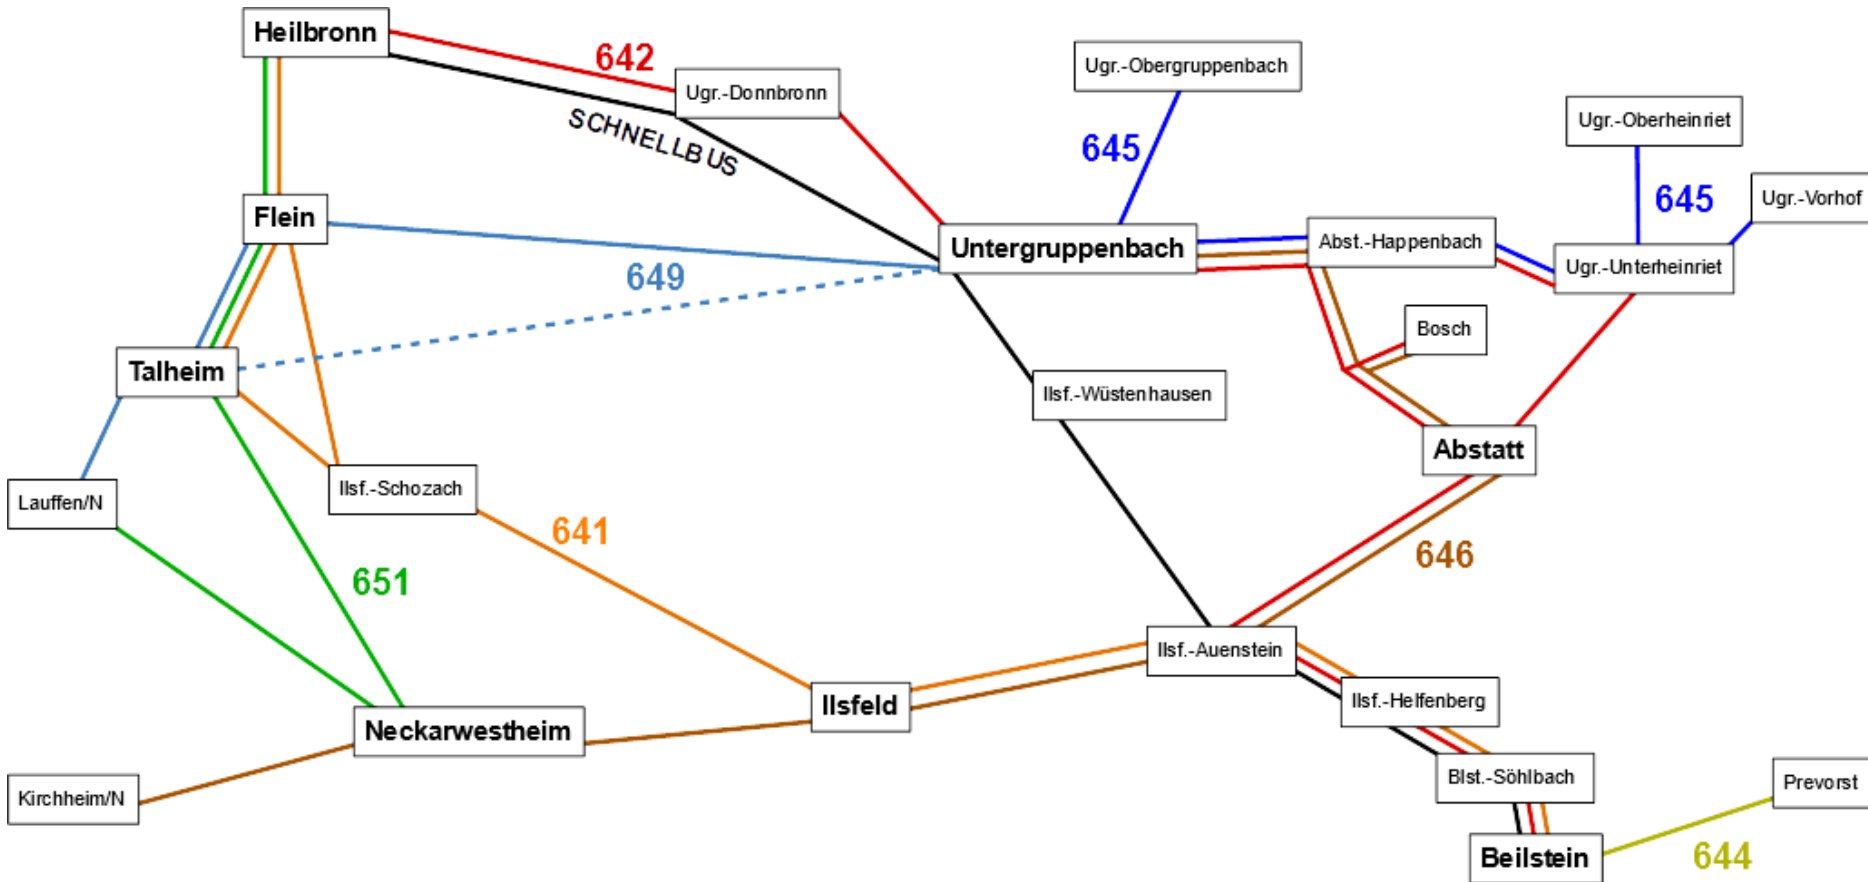 Heilbronn
642
Ugr.-Obergruppenbach
Ugr.-Donnbronn
SCHNELLBUS
Ugr.-Oberheinriet
645
645
Ugr.-Vorhof
Flein
Untergruppenbach
Abst.-Happenbach
Ugr.-Unterheinriet
649
Bosch
Talheim
Ilsf.-Wüstenhausen
Abstatt
Lauffen/N
Ilsf.-Schozach
641
646
651
Ilsf.-Auenstein
Ilsfeld
Ilsf.-Helfenberg
Neckarwestheim
Blst.-Söhlbach
Prevorst
Kirchheim/N
Beilstein
644